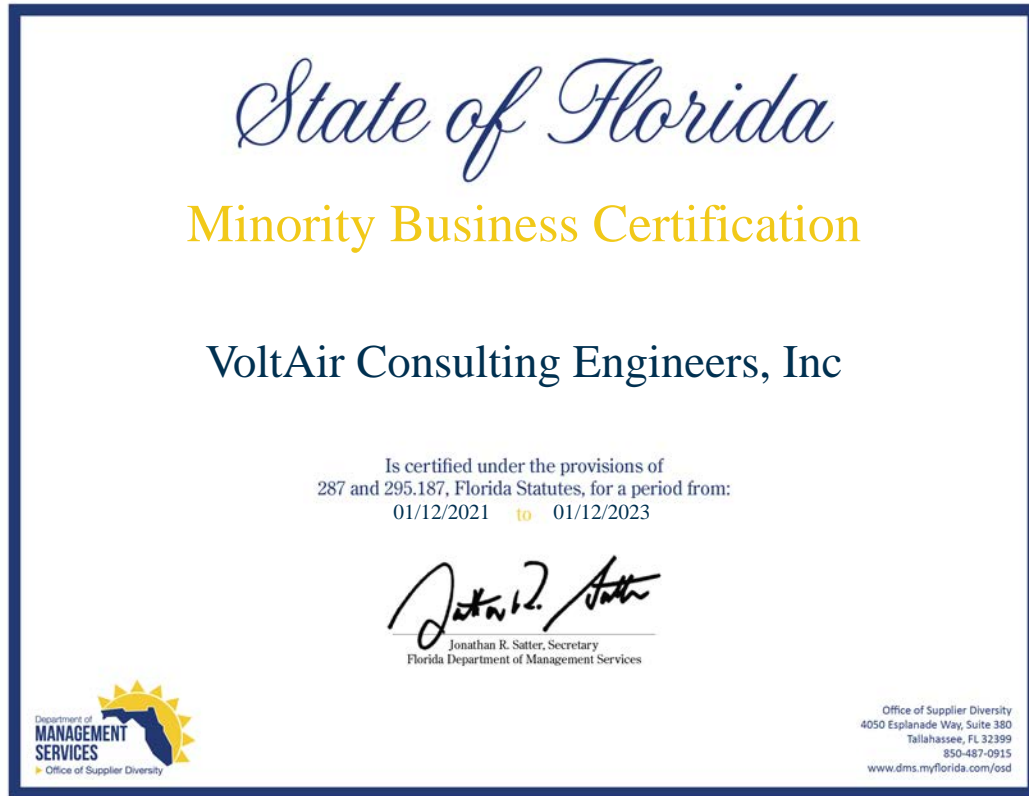 State of Florida
Minority Business Certification
VoltAir Consulting Engineers, Inc
Is certified under the provisions of
287 and 295.187, Florida Statutes, for a period from:
01/12/2021 to 01/12/2023
Jonathan R. Satter, Secretary
Florida Department of Management Services
Department of
MANAGEMENT
SERVICES
Office of Supplier Diversity
Office of Supplier Diversity
4050 Esplanade Way, Suite 380
Tallahassee, FL 32399
850-487-0915
www.dms.myflorida.com/osd